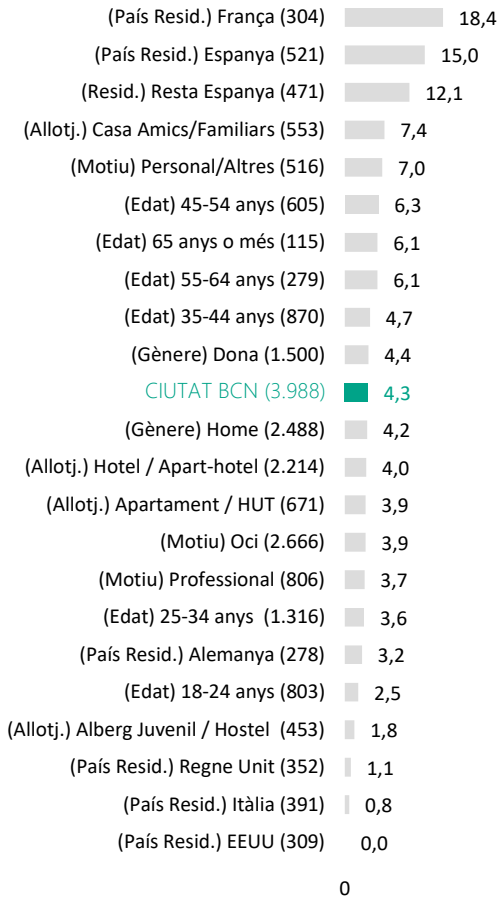 (País Resid.) França (304) 18,4
(País Resid.) Espanya (521) 15,0
(Resid.) Resta Espanya (471) 12,1
(Allotj.) Casa Amics/Familiars (553) 7,4
(Motiu) Personal/Altres (516) 7,0
(Edat) 45-54 anys (605) 6,3
(Edat) 65 anys o més (115) 6,1
(Edat) 55-64 anys (279) 6,1
(Edat) 35-44 anys (870) 4,7
(Gènere) Dona (1.500) 4,4
CIUTAT BCN (3.988) 4,3
(Gènere) Home (2.488) 4,2
(Allotj.) Hotel / Apart-hotel (2.214) 4,0
(Allotj.) Apartament / HUT (671) 3,9
(Motiu) Oci (2.666) 3,9
(Motiu) Professional (806) 3,7
(Edat) 25-34 anys (1.316) 3,6
(País Resid.) Alemanya (278) 3,2
(Edat) 18-24 anys (803) 2,5
(Allotj.) Alberg Juvenil / Hostel (453) 1,8
(País Resid.) Regne Unit (352) 1,1
(País Resid.) Itàlia (391) 0,8
(País Resid.) EEUU (309) 0,0
0